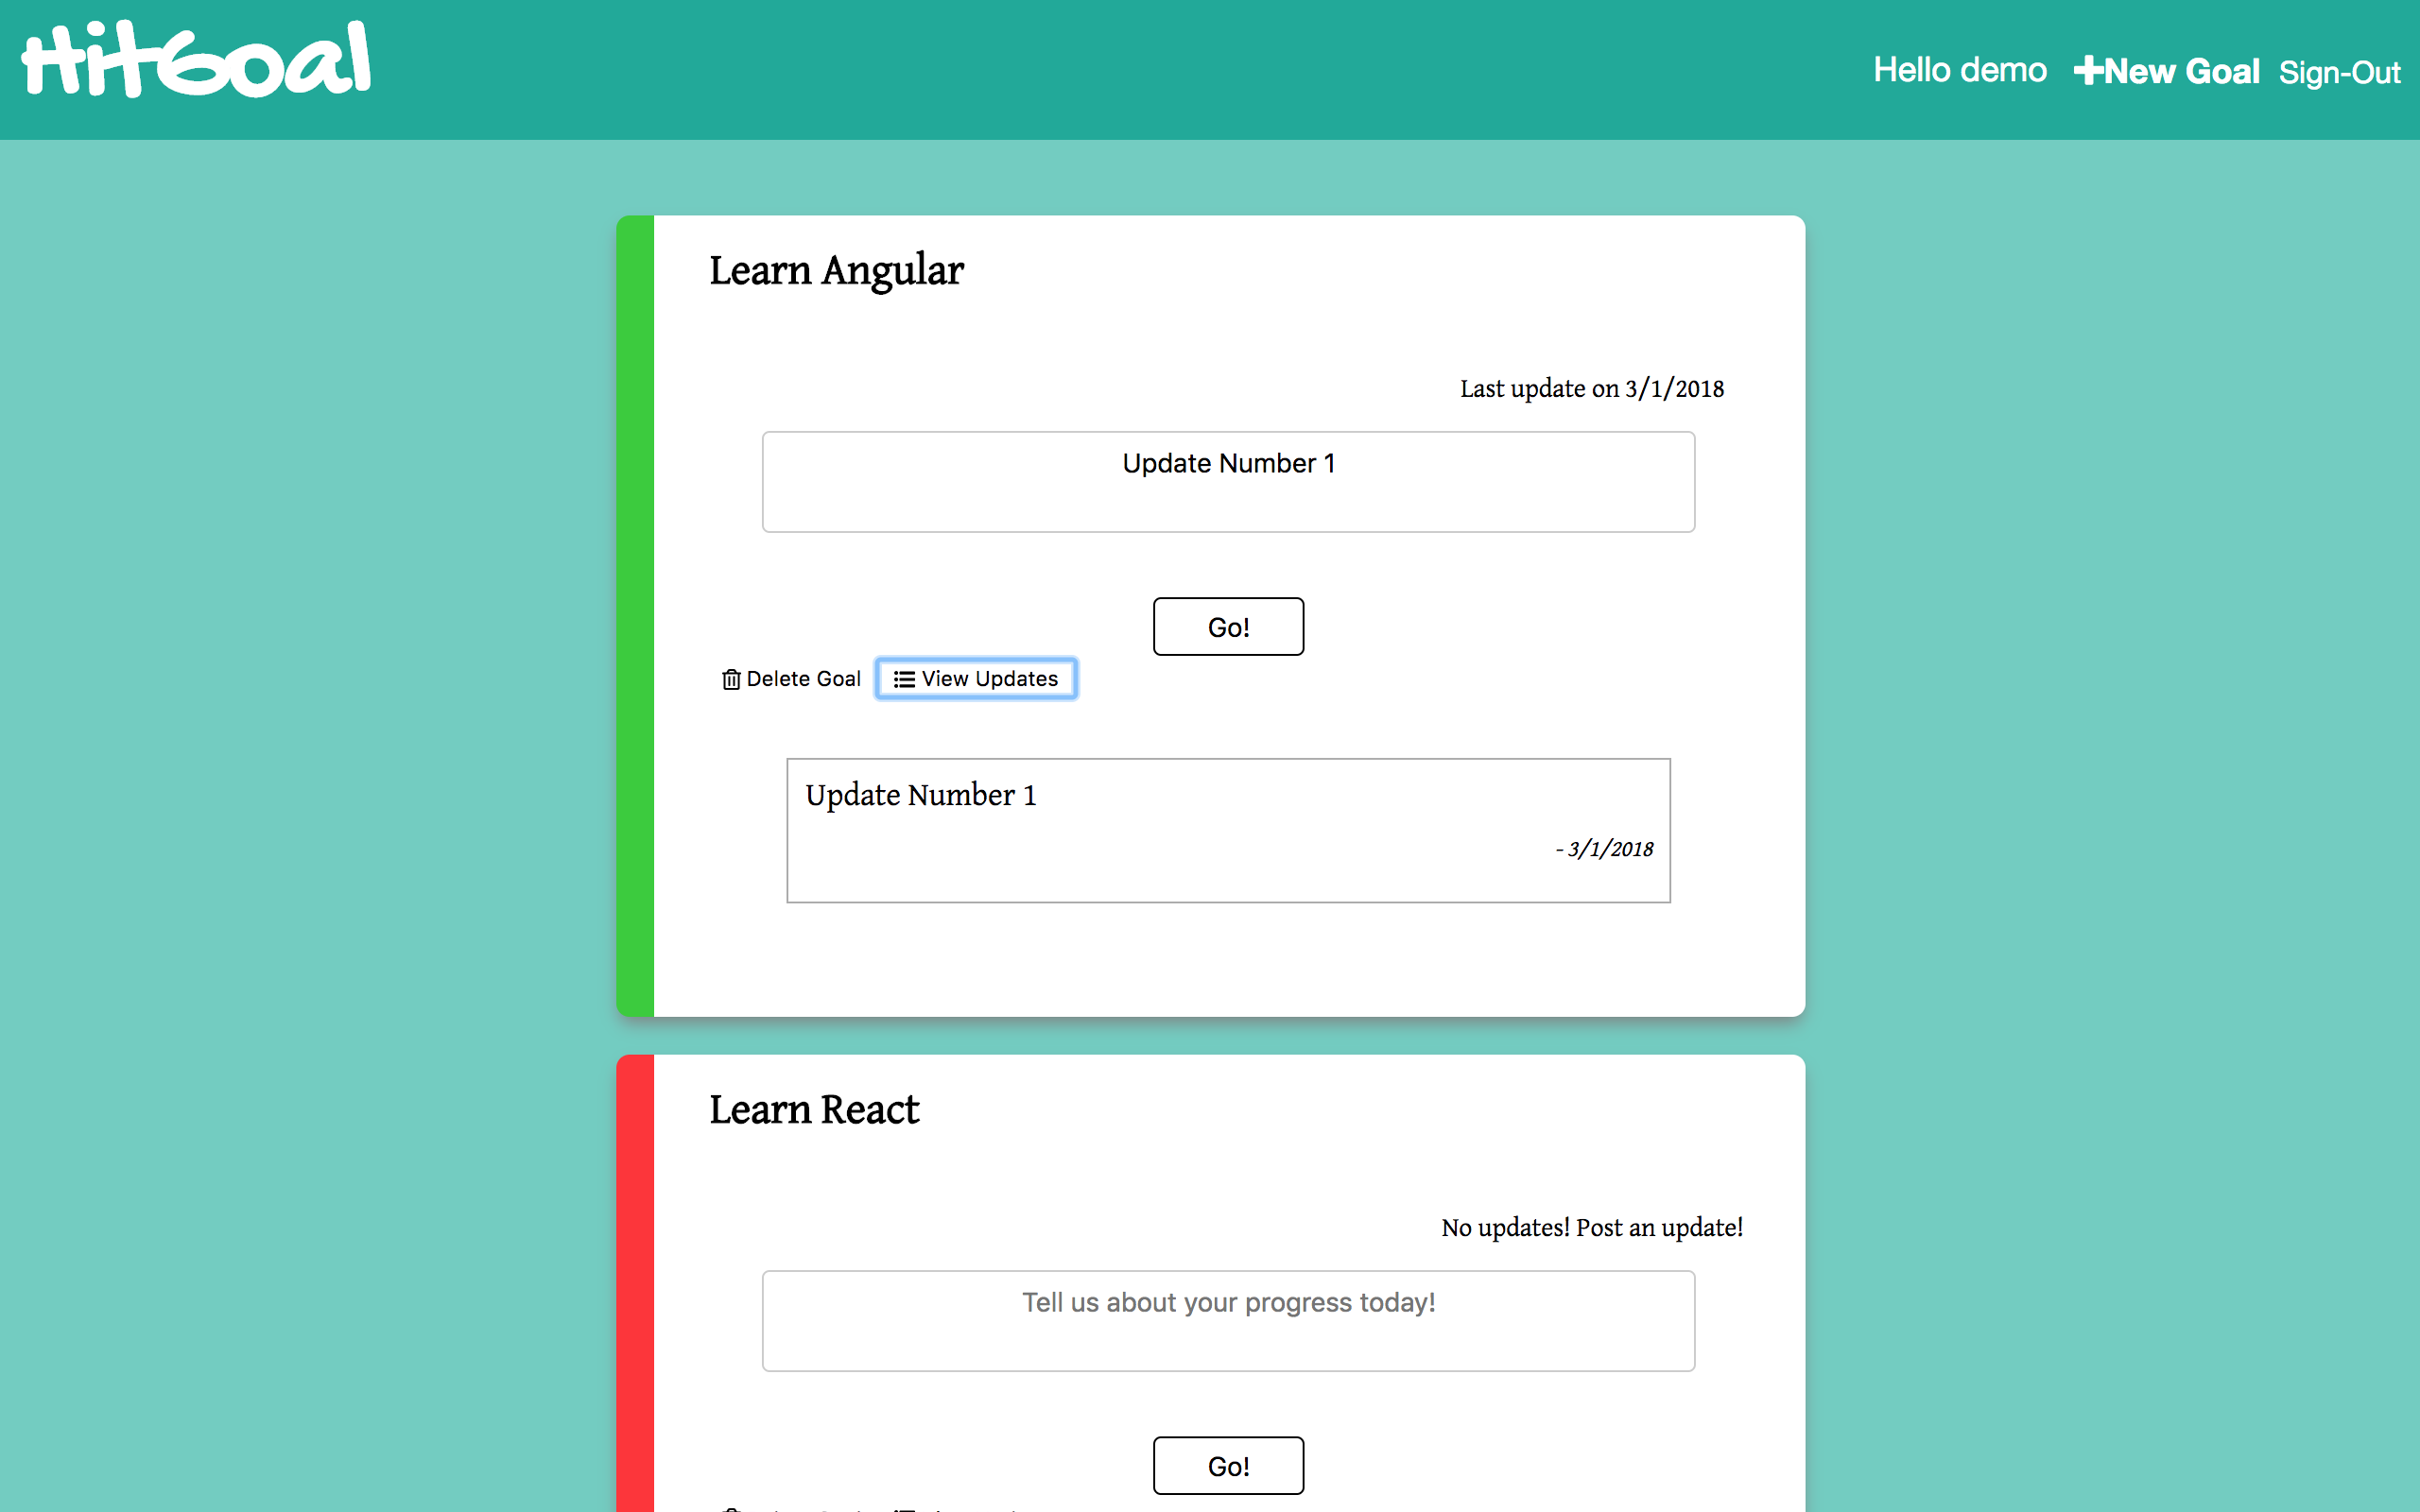 HitGoal
Hello demo New Goal Sign-Out
Learn Angular
Last update on 3/1/2018
Update Number 1
Go!
Delete Goal View Updates
Update Number 1
- 3/1/2018
Learn React
No updates! Post an update!
Tell us about your progress today!
Go!